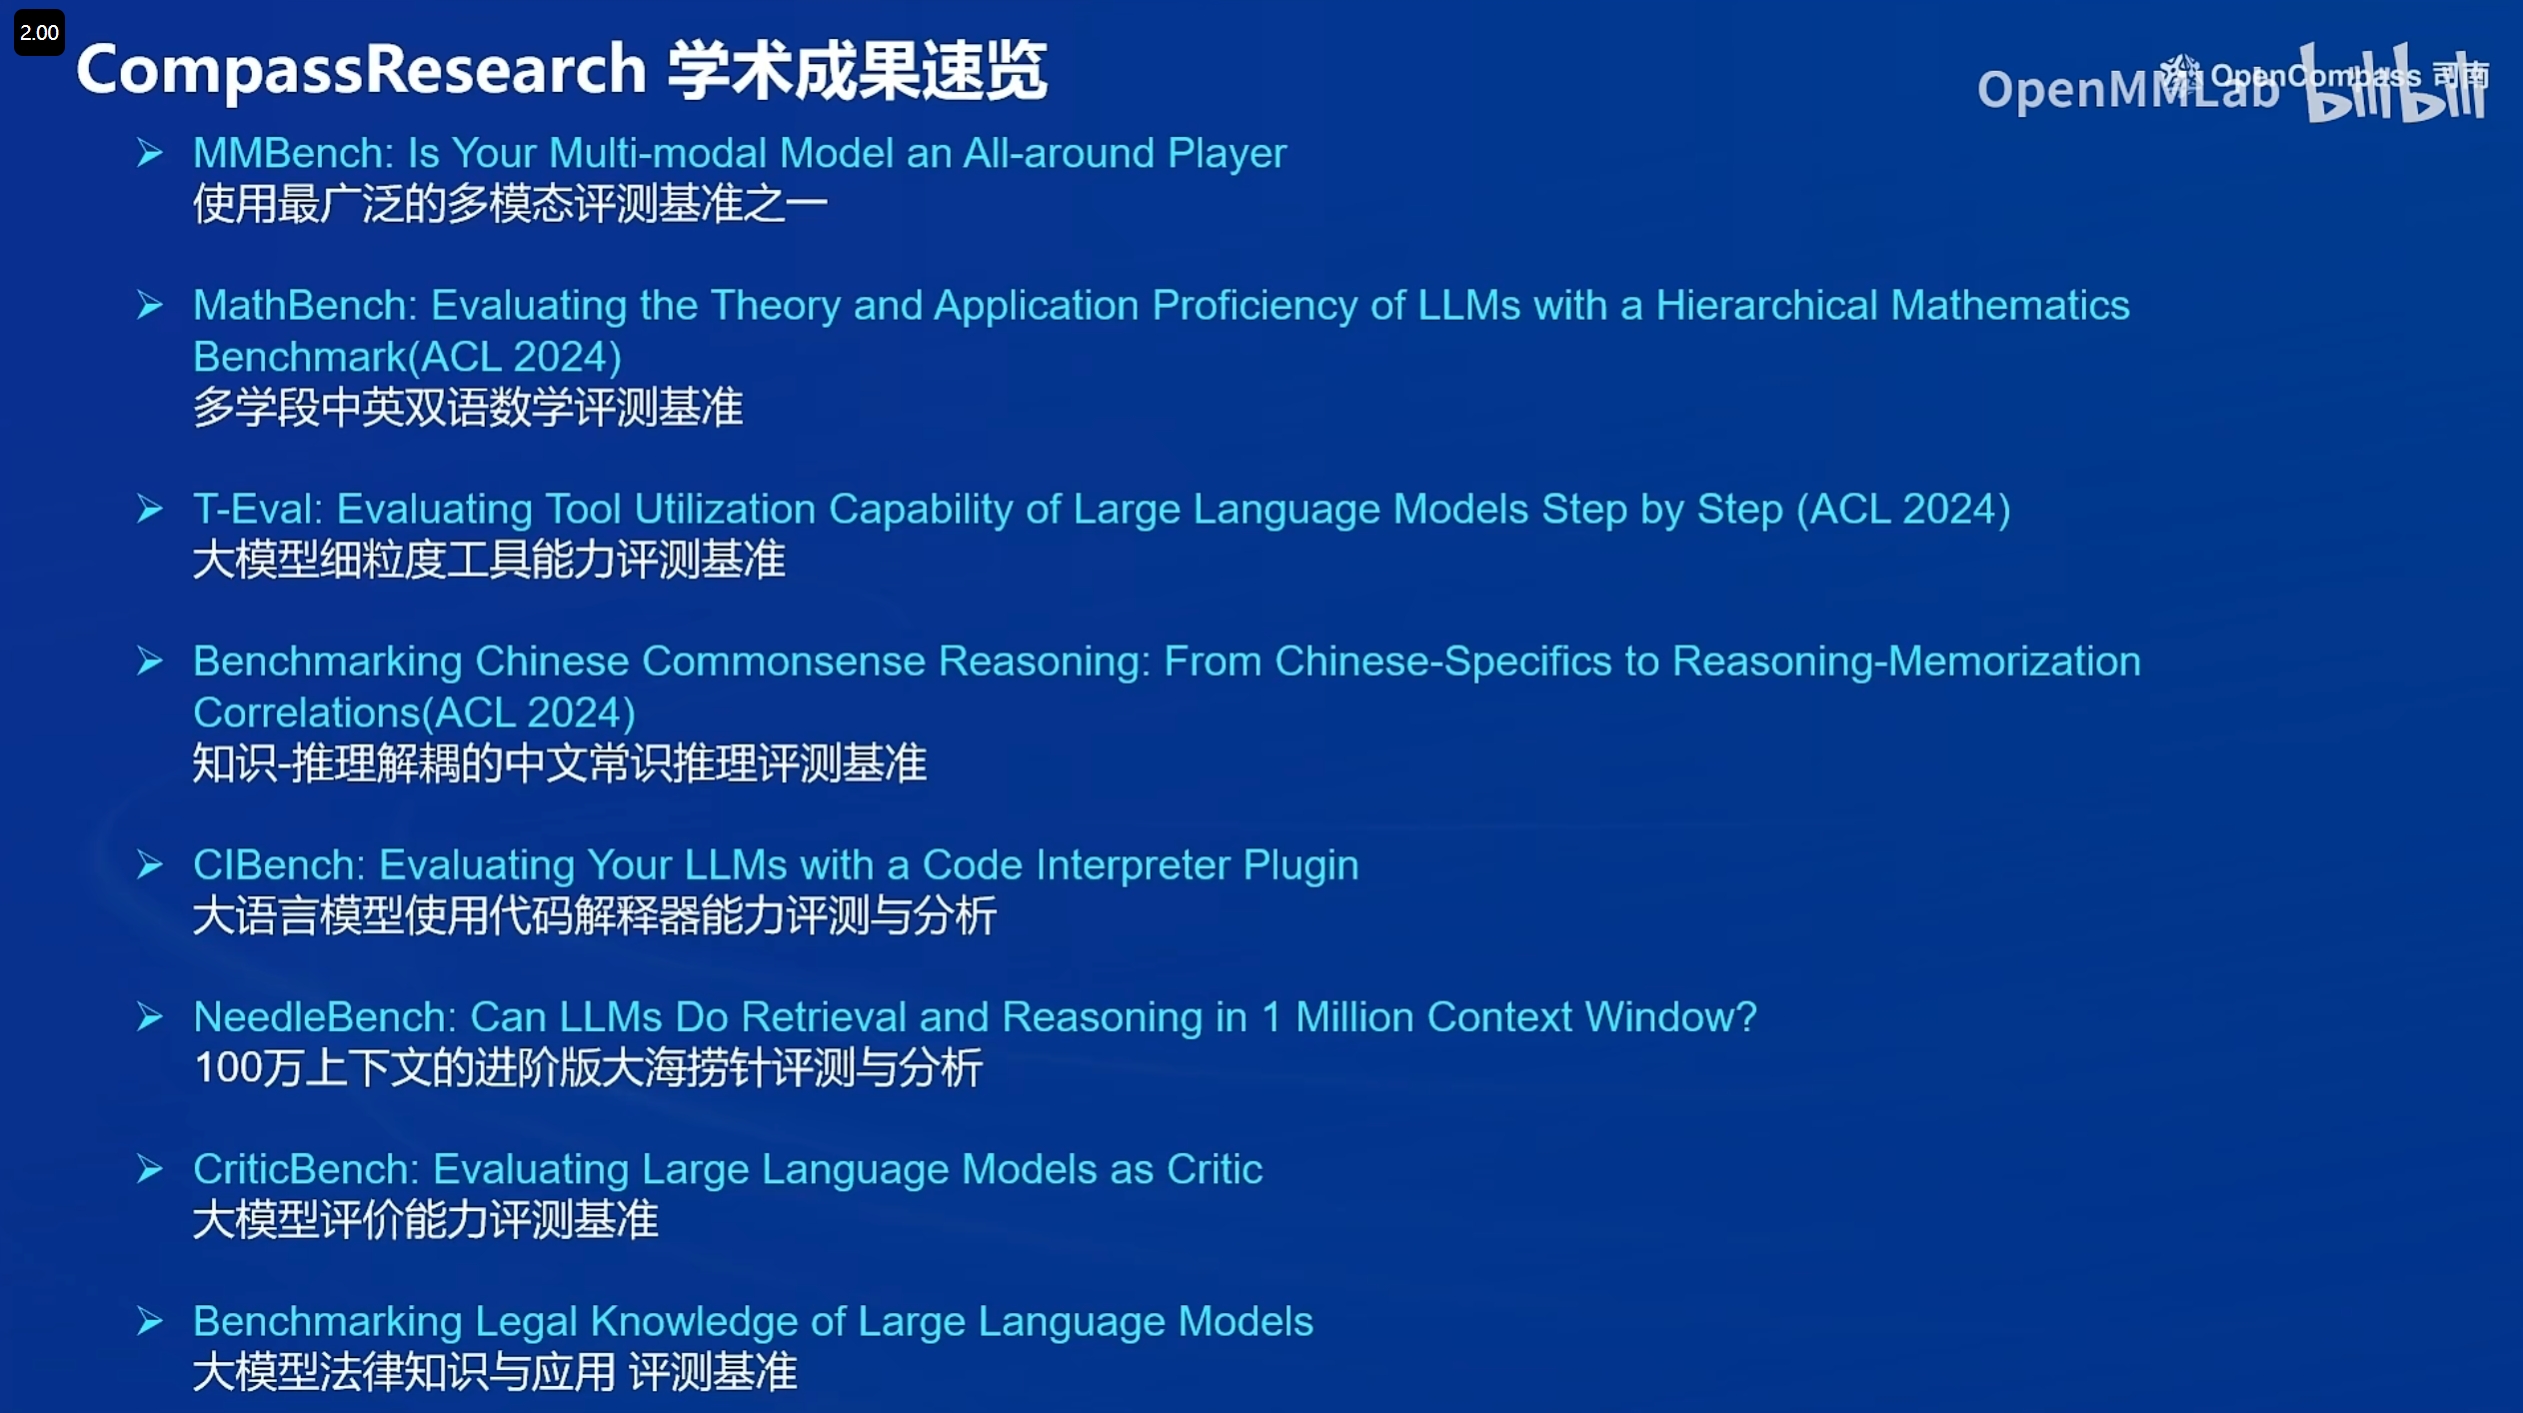 2.00
CompassResearch 学术成果速览
OpenMMLab
OpenCompass 司南
bilibili
MMBench: Is Your Multi-modal Model an All-around Player
使用最广泛的多模态评测基准之一
MathBench: Evaluating the Theory and Application Proficiency of LLMs with a Hierarchical Mathematics
Benchmark(ACL 2024)
多学段中英双语数学评测基准
T-Eval: Evaluating Tool Utilization Capability of Large Language Models Step by Step (ACL 2024)
大模型细粒度工具能力评测基准
Benchmarking Chinese Commonsense Reasoning: From Chinese-Specifics to Reasoning-Memorization
Correlations(ACL 2024)
知识-推理解耦的中文常识推理评测基准
CIBench: Evaluating Your LLMs with a Code Interpreter Plugin
大语言模型使用代码解释器能力评测与分析
NeedleBench: Can LLMs Do Retrieval and Reasoning in 1 Million Context Window?
100万上下文的进阶版大海捞针评测与分析
CriticBench: Evaluating Large Language Models as Critic
大模型评价能力评测基准
Benchmarking Legal Knowledge of Large Language Models
大模型法律知识与应用 评测基准